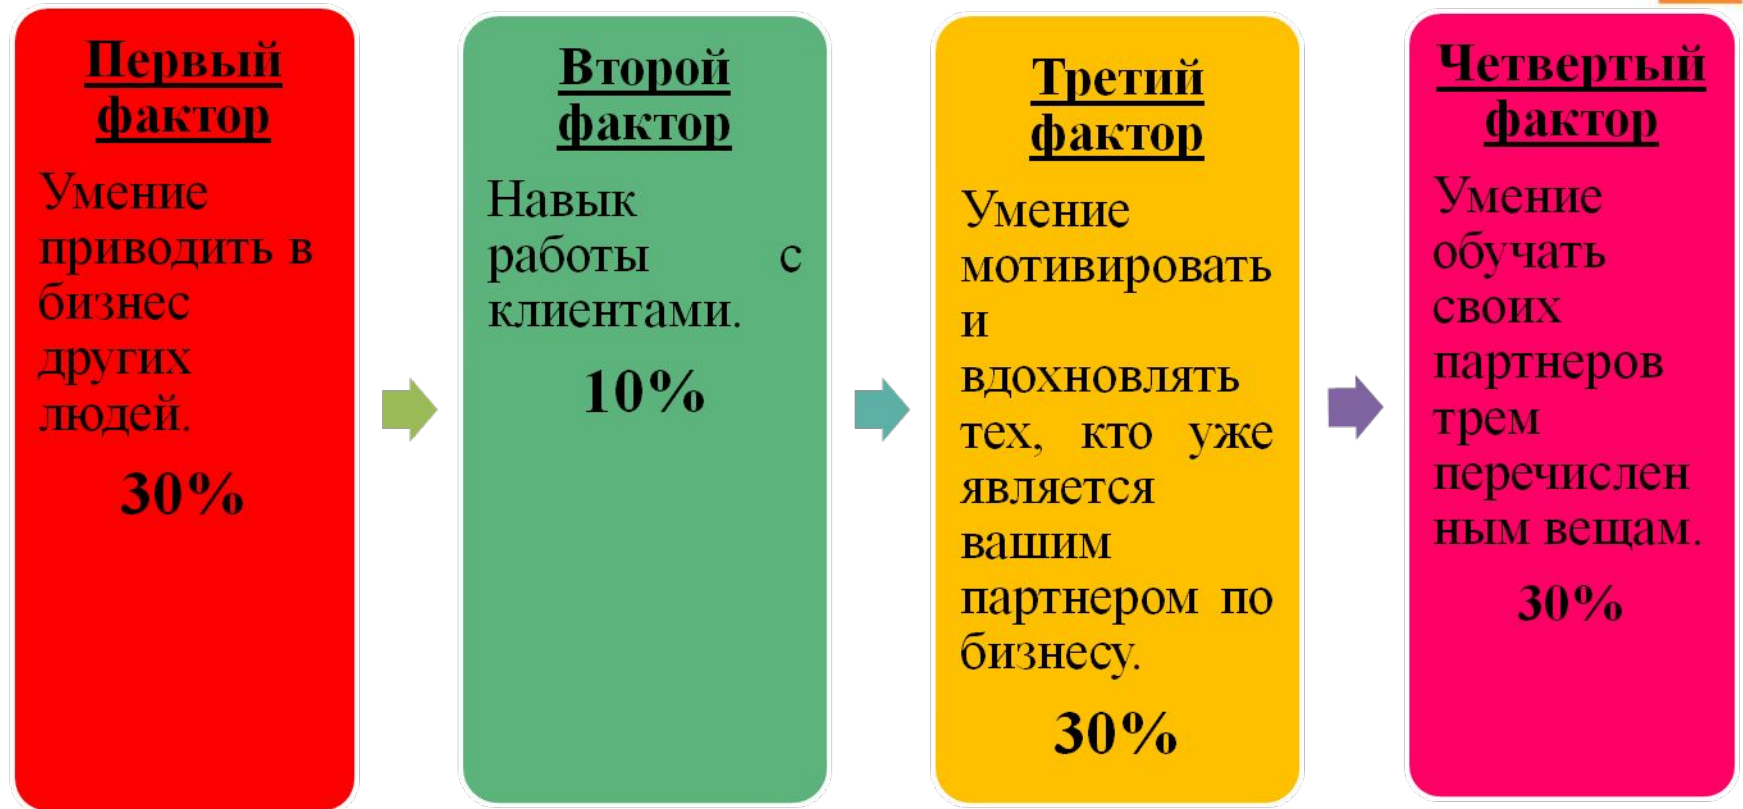 Первый
фактор
Умение
приводить в
бизнес
других
людей.
30%
Второй
фактор
Навык
работы с
клиентами.
10%
Третий
фактор
Умение
мотивировать
и
вдохновлять
тех, кто уже
является
вашим
партнером по
бизнесу.
30%
Четвертый
фактор
Умение
обучать
своих
партнеров
трем
перечислен
ным вещам.
30%